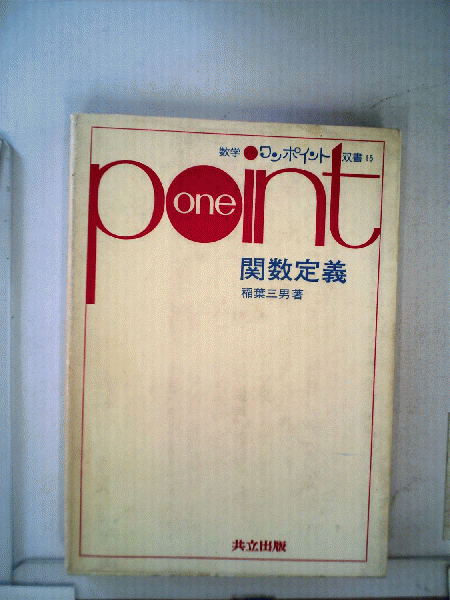 数学ワンポイント双書 15
point
one
関数定義
稲葉三男著
共立出版